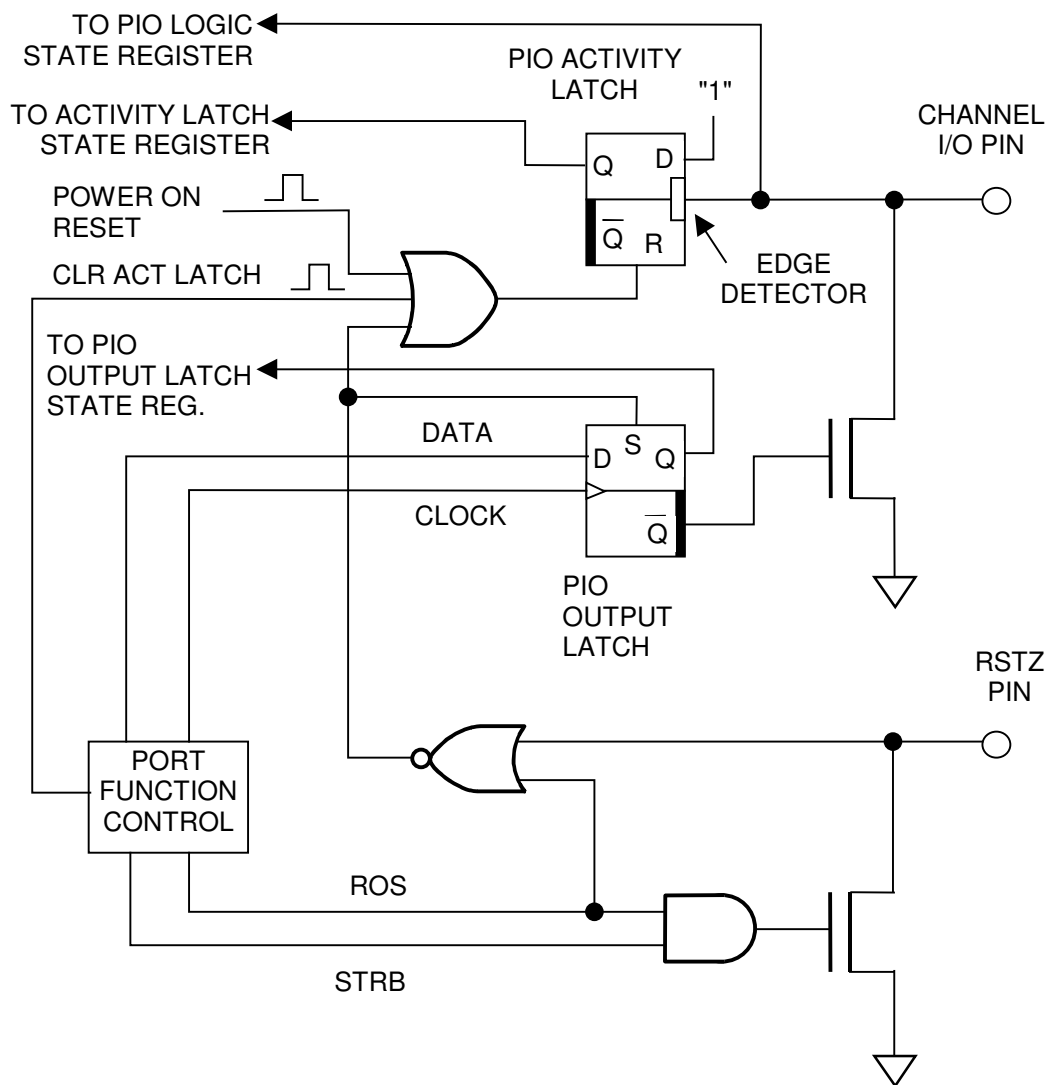 TO PIO LOGIC
STATE REGISTER
PIO ACTIVITY
LATCH
"1"
TO ACTIVITY LATCH
STATE REGISTER
CHANNEL
I/O PIN
Q
D
POWER ON
RESET
Q
R
CLR ACT LATCH
EDGE
DETECTOR
TO PIO
OUTPUT LATCH
STATE REG.
DATA
D
S
Q
CLOCK
Q
PIO
OUTPUT
LATCH
RSTZ
PIN
PORT
FUNCTION
CONTROL
ROS
STRB